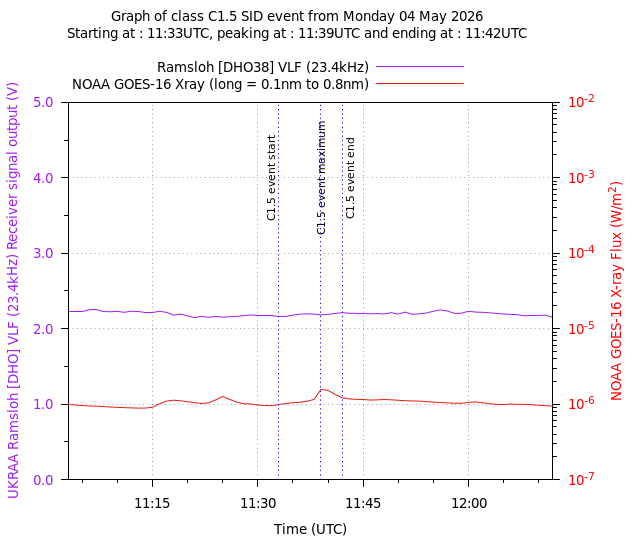 Graph of class C1.5 SID event from Monday 04 May 2026
Starting at : 11:33UTC, peaking at : 11:39UTC and ending at : 11:42UTC
Ramsloh [DHO38] VLF (23.4kHz)
NOAA GOES-16 Xray (long = 0.1nm to 0.8nm)
UKRAA Ramsloh [DHO] VLF (23.4kHz) Receiver signal output (V)
5.0
4.0
3.0
2.0
1.0
0.0
C1.5 event start
C1.5 event maximum
C1.5 event end
10⁻²
10⁻³
10⁻⁴
10⁻⁵
10⁻⁶
10⁻⁷
NOAA GOES-16 X-ray Flux (W/m²)
11:15
11:30
11:45
12:00
Time (UTC)